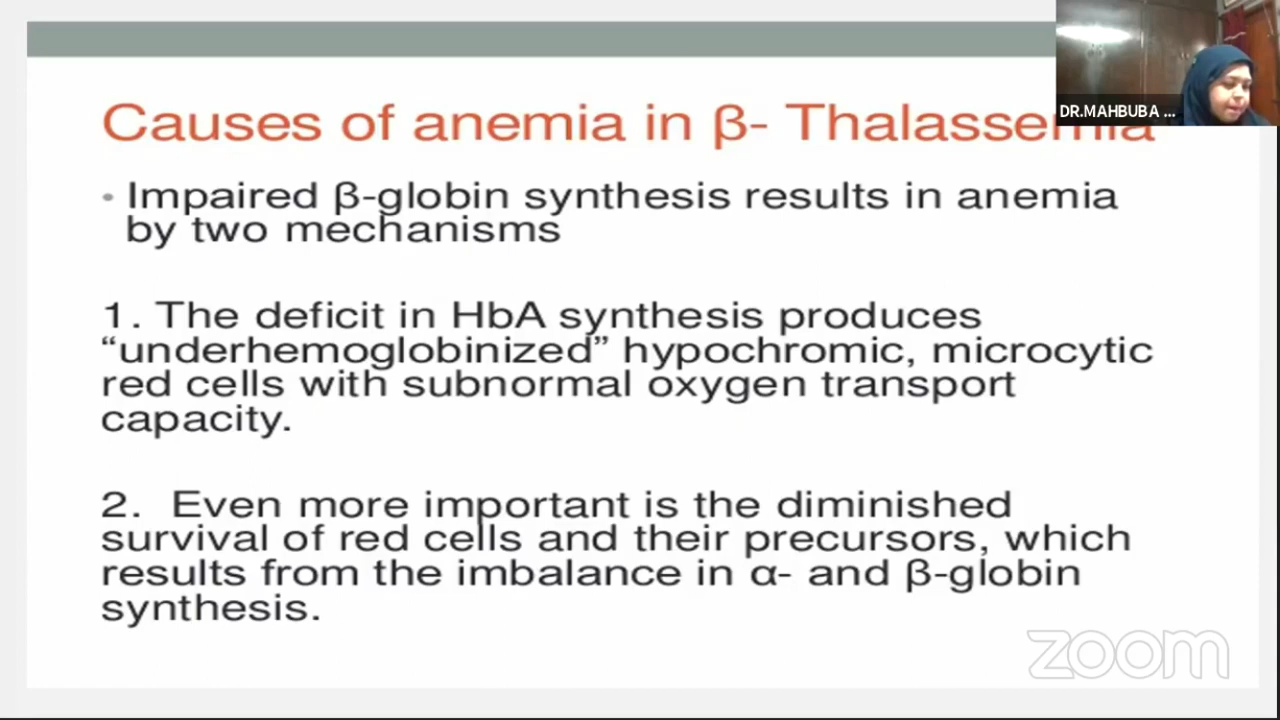 Causes of anemia in β- Thalassemia
DR.MAHBUBA ...
• Impaired β-globin synthesis results in anemia
by two mechanisms
1. The deficit in HbA synthesis produces
“underhemoglobinized” hypochromic, microcytic
red cells with subnormal oxygen transport
capacity.
2. Even more important is the diminished
survival of red cells and their precursors, which
results from the imbalance in α- and β-globin
synthesis.
zoom